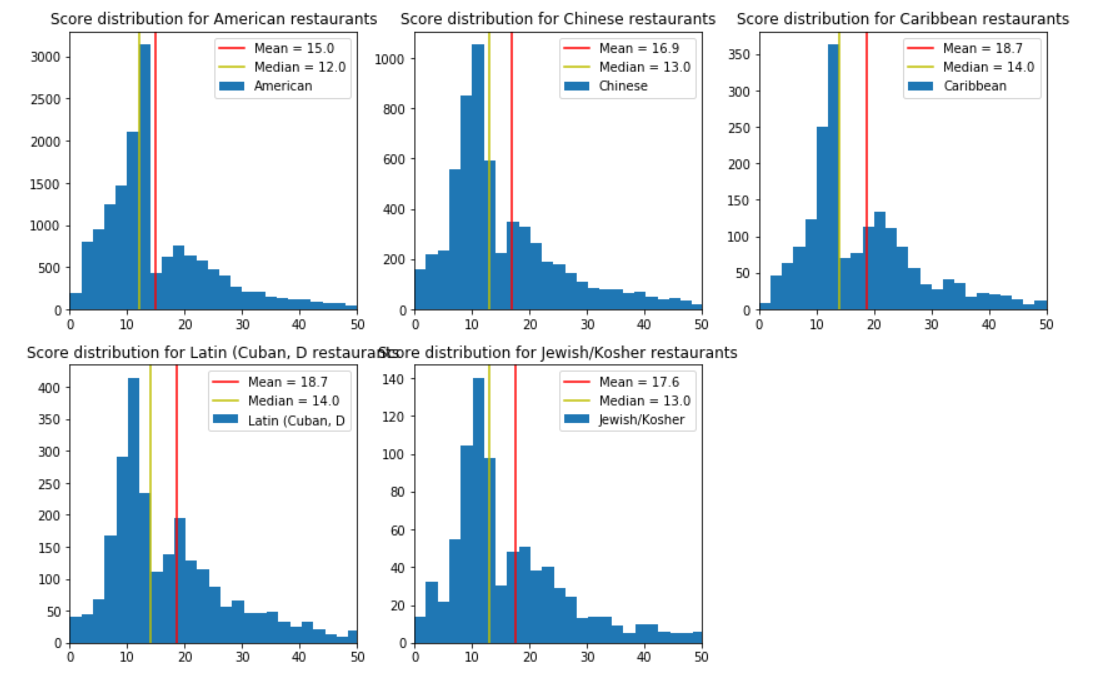 Score distribution for American restaurants
Mean = 15.0
Median = 12.0
American
3000
2500
2000
1500
1000
500
0
0 10 20 30 40 50
Score distribution for Chinese restaurants
Mean = 16.9
Median = 13.0
Chinese
1000
800
600
400
200
0
0 10 20 30 40 50
Score distribution for Caribbean restaurants
Mean = 18.7
Median = 14.0
Caribbean
350
300
250
200
150
100
50
0
0 10 20 30 40 50
Score distribution for Latin (Cuban, D restaurants
Mean = 18.7
Median = 14.0
Latin (Cuban, D
400
350
300
250
200
150
100
50
0
0 10 20 30 40 50
Score distribution for Jewish/Kosher restaurants
Mean = 17.6
Median = 13.0
Jewish/Kosher
140
120
100
80
60
40
20
0
0 10 20 30 40 50